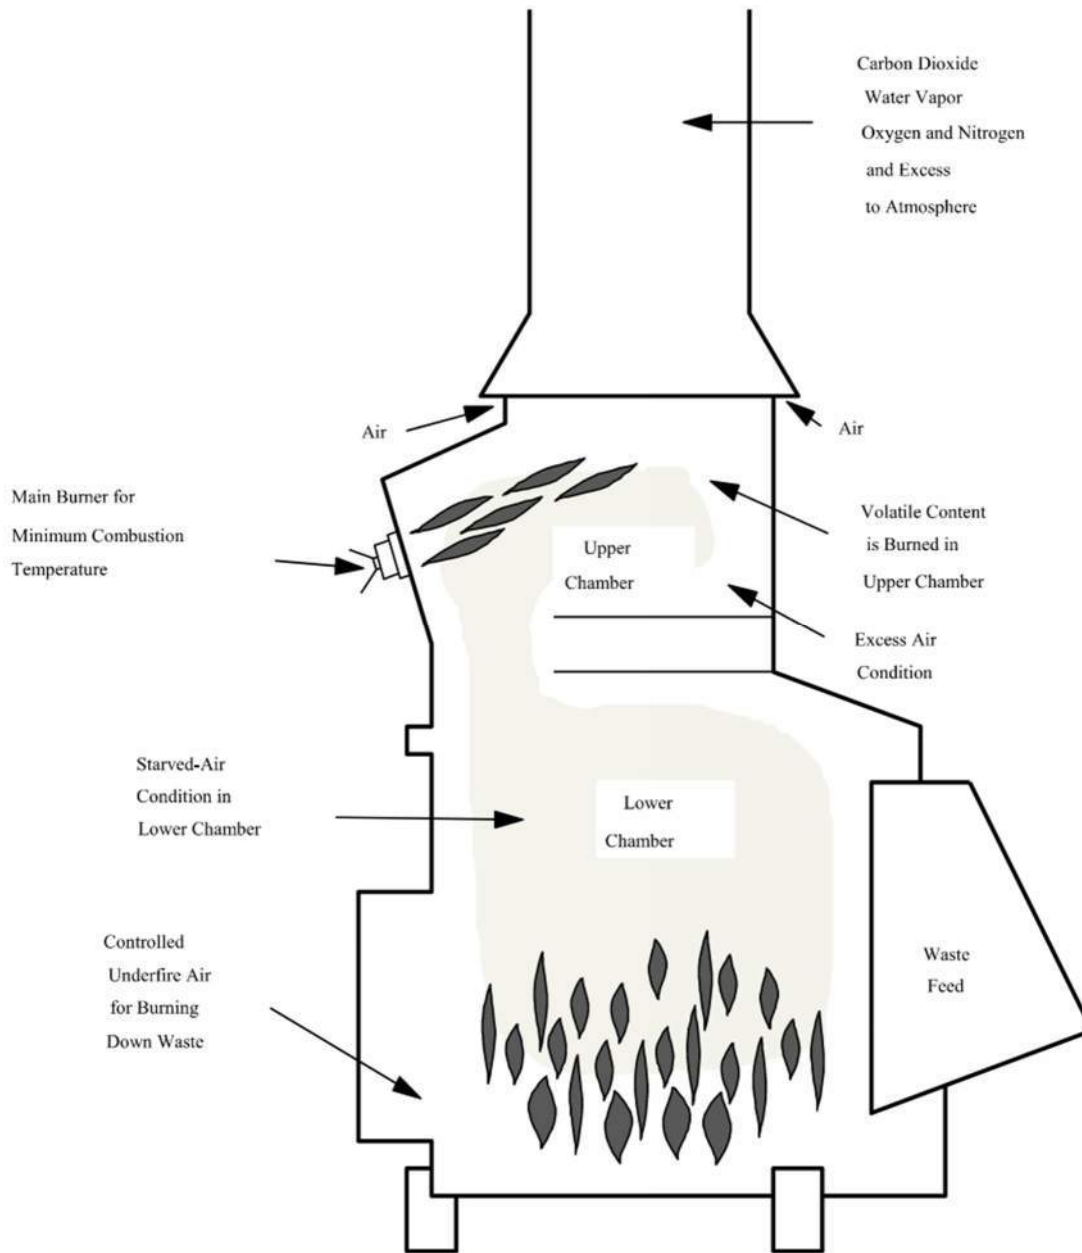 Carbon Dioxide
Water Vapor
Oxygen and Nitrogen
and Excess
to Atmosphere
Air
Air
Main Burner for
Minimum Combustion
Temperature
Volatile Content
is Burned in
Upper Chamber
Upper
Chamber
Excess Air
Condition
Starved-Air
Condition in
Lower Chamber
Lower
Chamber
Controlled
Underfire Air
for Burning
Down Waste
Waste
Feed